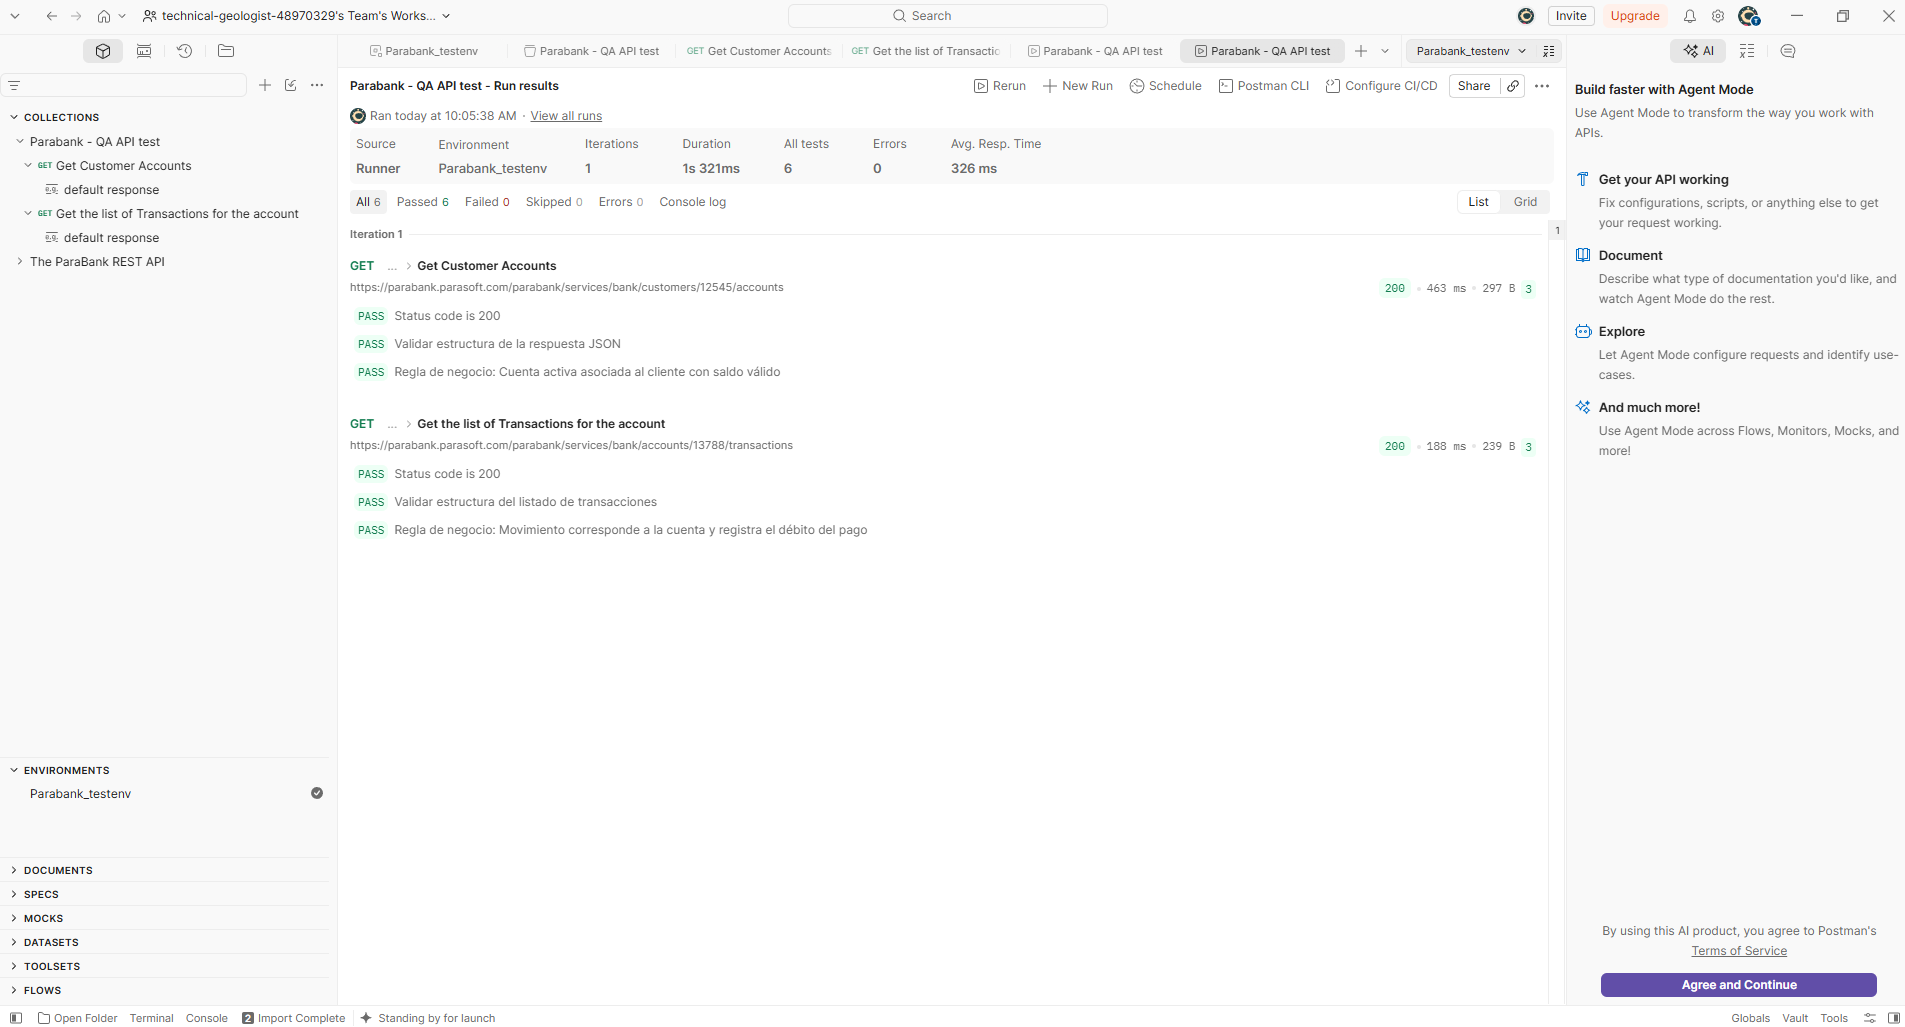 technical-geologist-48970329's Team's Works...
Search
Invite
Upgrade
Parabank_testenv
Parabank - QA API test
GET Get Customer Accounts
GET Get the list of Transactio
Parabank - QA API test
Parabank - QA API test
Parabank_testenv
AI
COLLECTIONS
Parabank - QA API test
GET Get Customer Accounts
default response
GET Get the list of Transactions for the account
default response
The ParaBank REST API
ENVIRONMENTS
Parabank_testenv
DOCUMENTS
SPECS
MOCKS
DATASETS
TOOLSETS
FLOWS
Parabank - QA API test - Run results
Rerun
New Run
Schedule
Postman CLI
Configure CI/CD
Share
Ran today at 10:05:38 AM · View all runs
Source Environment Iterations Duration All tests Errors Avg. Resp. Time
Runner Parabank_testenv 1 1s 321ms 6 0 326 ms
All 6 Passed 6 Failed 0 Skipped 0 Errors 0 Console log
List Grid
Iteration 1
1
GET ... > Get Customer Accounts
https://parabank.parasoft.com/parabank/services/bank/customers/12545/accounts
200 • 463 ms • 297 B 3
PASS Status code is 200
PASS Validar estructura de la respuesta JSON
PASS Regla de negocio: Cuenta activa asociada al cliente con saldo válido
GET ... > Get the list of Transactions for the account
https://parabank.parasoft.com/parabank/services/bank/accounts/13788/transactions
200 • 188 ms • 239 B 3
PASS Status code is 200
PASS Validar estructura del listado de transacciones
PASS Regla de negocio: Movimiento corresponde a la cuenta y registra el débito del pago
Build faster with Agent Mode
Use Agent Mode to transform the way you work with
APIs.
Get your API working
Fix configurations, scripts, or anything else to get
your request working.
Document
Describe what type of documentation you'd like, and
watch Agent Mode do the rest.
Explore
Let Agent Mode configure requests and identify use-
cases.
And much more!
Use Agent Mode across Flows, Monitors, Mocks, and
more!
By using this AI product, you agree to Postman's
Terms of Service
Agree and Continue
Open Folder
Terminal
Console
2 Import Complete
Standing by for launch
Globals
Vault
Tools